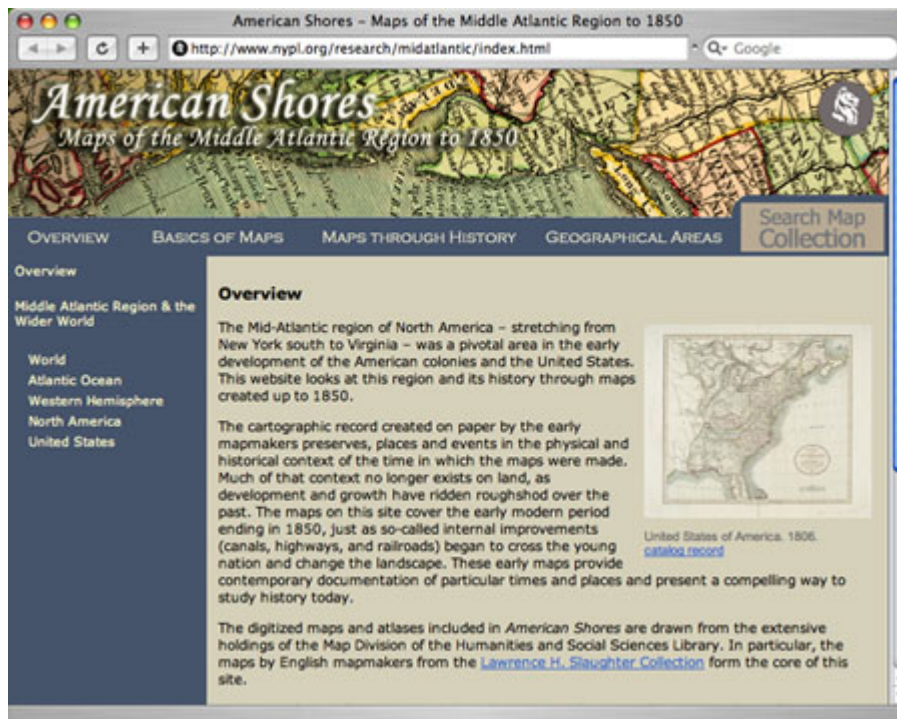 American Shores – Maps of the Middle Atlantic Region to 1850
http://www.nypl.org/research/midatlantic/index.html
Google
American Shores
Maps of the Middle Atlantic Region to 1850
Search Map
Collection
OVERVIEW BASICS OF MAPS MAPS THROUGH HISTORY GEOGRAPHICAL AREAS
Overview
Middle Atlantic Region & the
Wider World
World
Atlantic Ocean
Western Hemisphere
North America
United States
Overview
The Mid-Atlantic region of North America – stretching from
New York south to Virginia – was a pivotal area in the early
development of the American colonies and the United States.
This website looks at this region and its history through maps
created up to 1850.
The cartographic record created on paper by the early
mapmakers preserves, places and events in the physical and
historical context of the time in which the maps were made.
Much of that context no longer exists on land, as
development and growth have ridden roughshod over the
past. The maps on this site cover the early modern period
ending in 1850, just as so-called internal improvements
(canals, highways, and railroads) began to cross the young
nation and change the landscape. These early maps provide
contemporary documentation of particular times and places and present a compelling way to
study history today.
United States of America. 1806.
catalog record
The digitized maps and atlases included in American Shores are drawn from the extensive
holdings of the Map Division of the Humanities and Social Sciences Library. In particular, the
maps by English mapmakers from the Lawrence H. Slaughter Collection form the core of this
site.